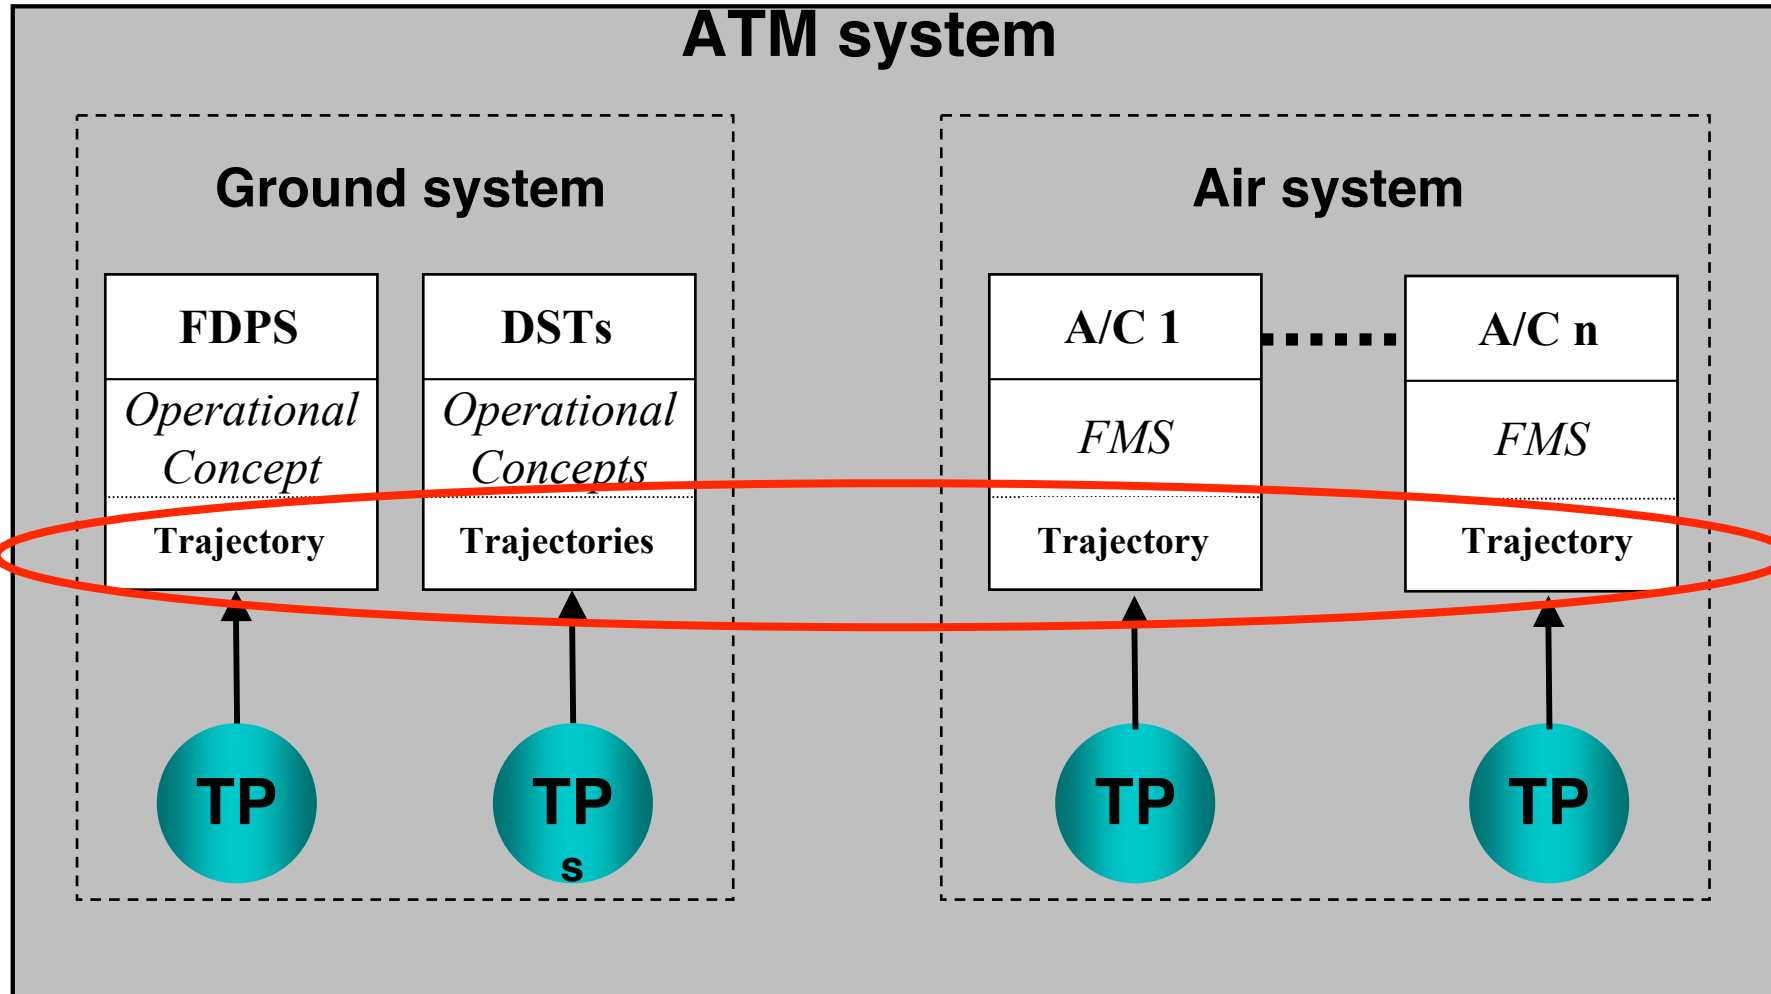 ATM system
Ground system
Air system
FDPS
DSTs
A/C 1
A/C n
Operational
Concept
Operational
Concepts
FMS
FMS
Trajectory
Trajectories
Trajectory
Trajectory
TP
TP
s
TP
TP